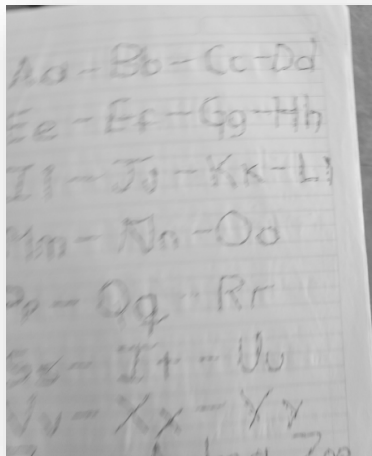 Aa - Bb - Cc - Dd
Ee - Ff - Gg - Hh
Ii - Jj - Kk - Ll
Mm - Nn - Oo
Pp - Qq - Rr
Ss - Tt - Uu
Vv - Xx - Yy